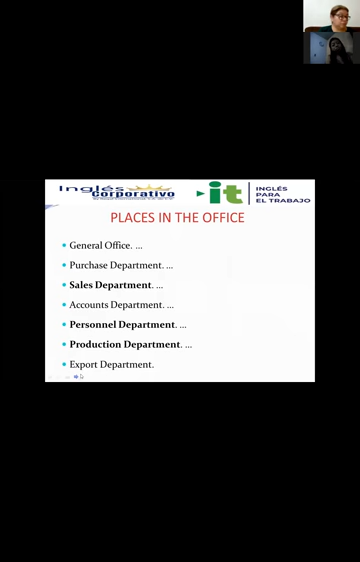 Inglés
Corporativo
it
INGLÉS
PARA
EL TRABAJO
PLACES IN THE OFFICE
General Office. ...
Purchase Department. ...
Sales Department. ...
Accounts Department. ...
Personnel Department. ...
Production Department. ...
Export Department.